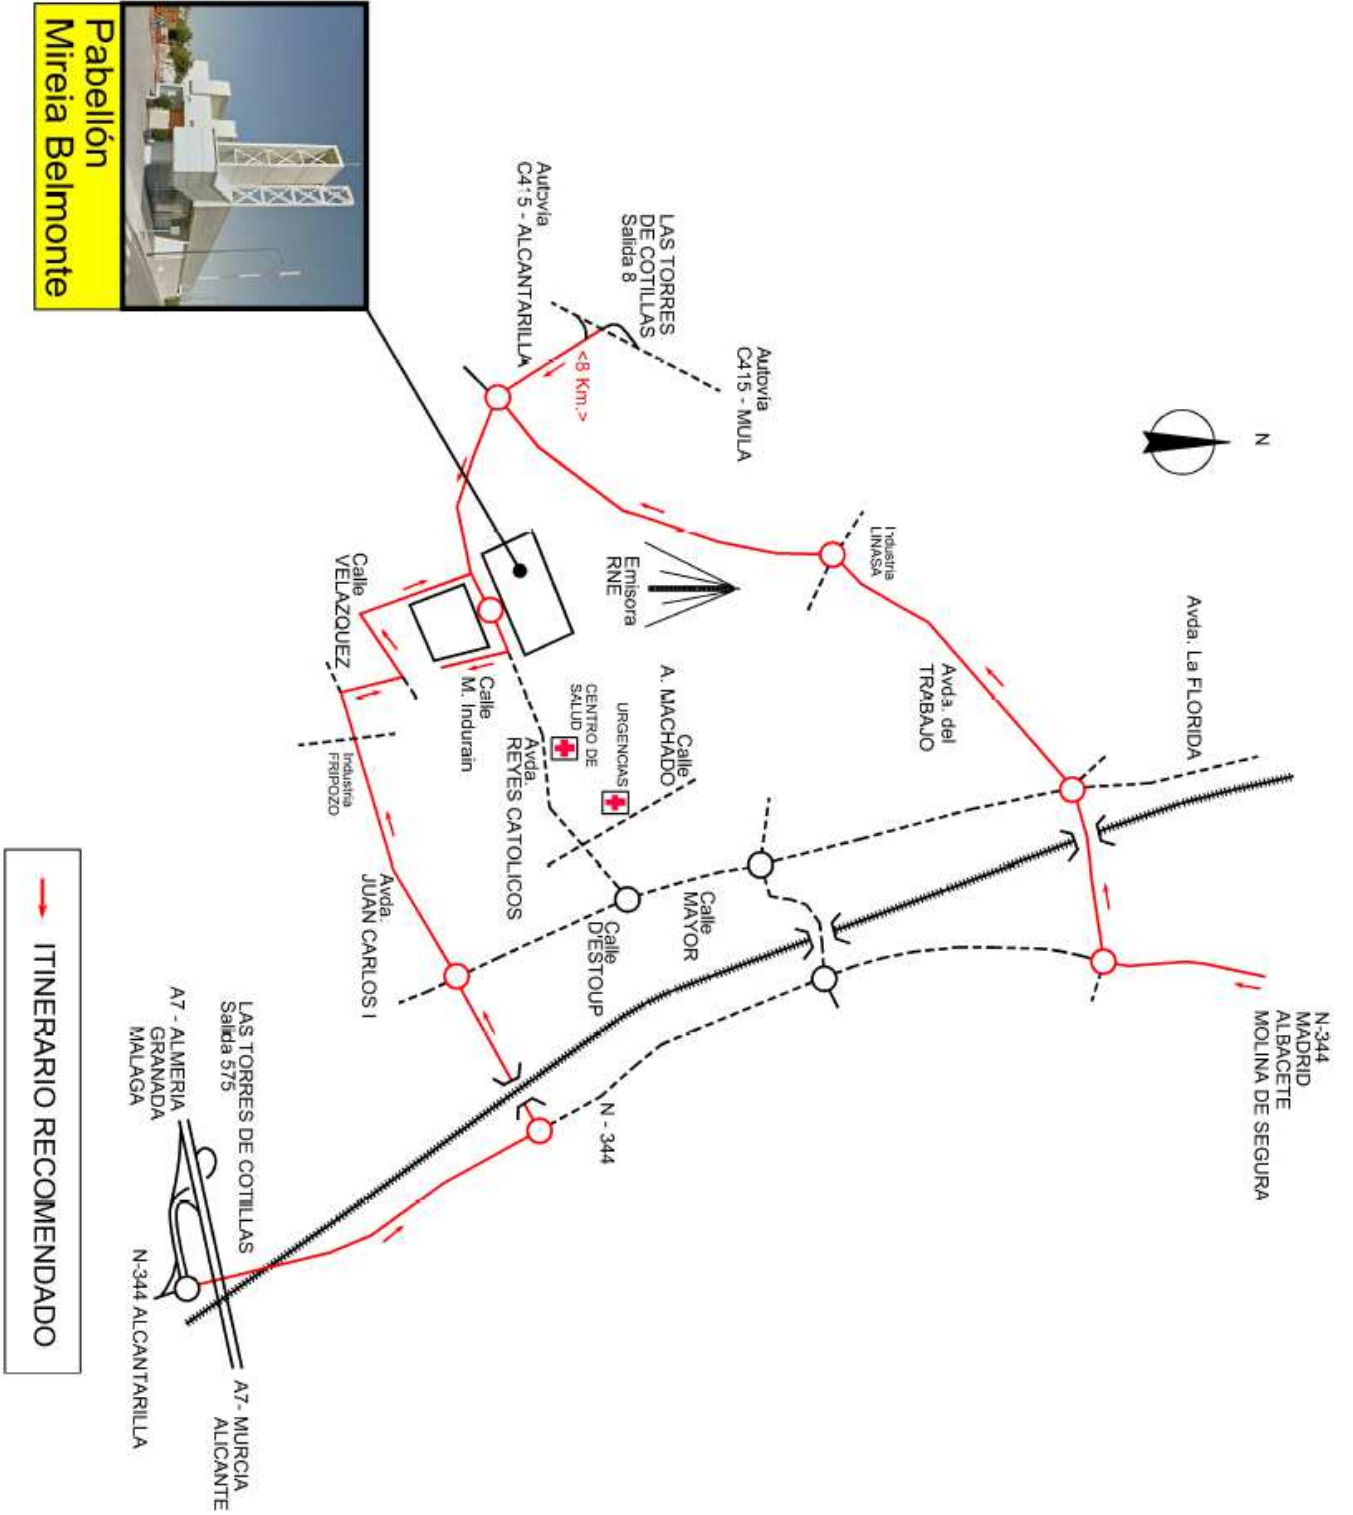 N-344
MADRID
ALBACETE
MOLINA DE SEGURA
N
Avda. La FLORIDA
Industria
LINASA
Avda. del
TRABAJO
Autovía
C415 - MULA
LAS TORRES
DE COTILLAS
Salida 8
<8 Km.>
Autovía
C415 - ALCANTARILLA
Emisora
RNE
Calle
A. MACHADO
URGENCIAS
CENTRO DE
SALUD
Calle
MAYOR
Calle
D'ESTOUP
Avda.
REYES CATOLICOS
Calle
M. Indurain
Calle
VELAZQUEZ
Industria
FRIPOZO
Avda.
JUAN CARLOS I
N - 344
LAS TORRES DE COTILLAS
Salida 575
A7 - ALMERIA
GRANADA
MALAGA
A7- MURCIA
ALICANTE
N-344 ALCANTARILLA
Pabellón
Mireia Belmonte
ITINERARIO RECOMENDADO